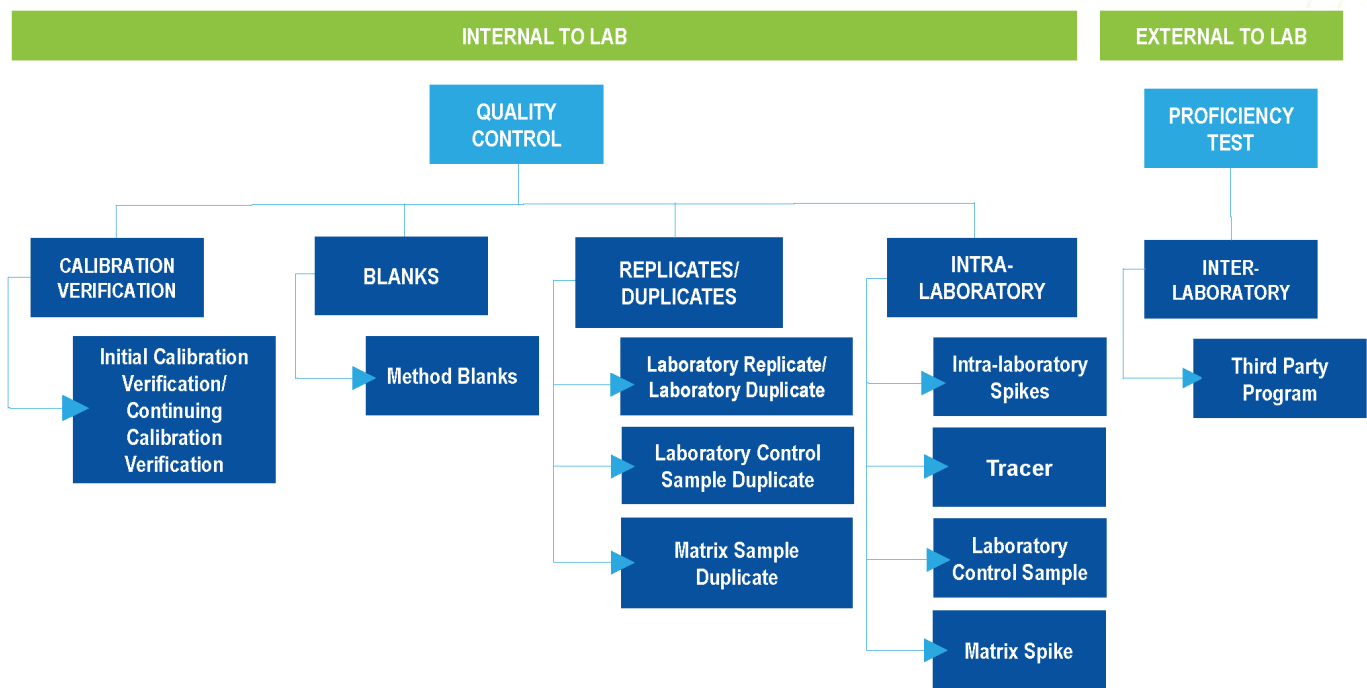 INTERNAL TO LAB
EXTERNAL TO LAB
QUALITY
CONTROL
PROFICIENCY
TEST
CALIBRATION
VERIFICATION
BLANKS
REPLICATES/
DUPLICATES
INTRA-
LABORATORY
INTER-
LABORATORY
Initial Calibration
Verification/
Continuing
Calibration
Verification
Method Blanks
Laboratory Replicate/
Laboratory Duplicate
Laboratory Control
Sample Duplicate
Matrix Sample
Duplicate
Intra-laboratory
Spikes
Tracer
Laboratory
Control Sample
Matrix Spike
Third Party
Program